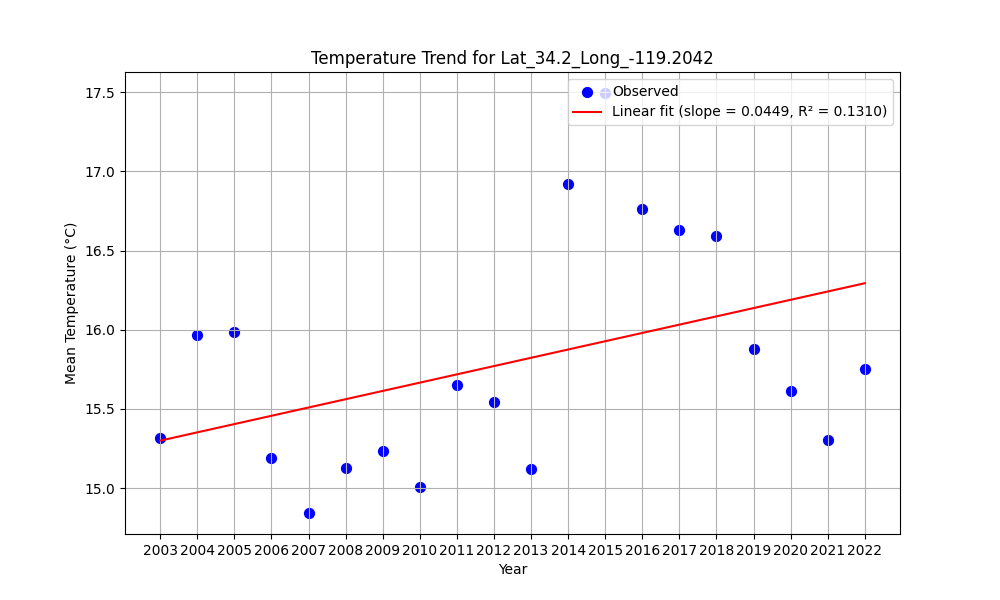 Temperature Trend for Lat_34.2_Long_-119.2042
Observed
Linear fit (slope = 0.0449, R² = 0.1310)
17.5
17.0
16.5
16.0
15.5
15.0
Mean Temperature (°C)
2003 2004 2005 2006 2007 2008 2009 2010 2011 2012 2013 2014 2015 2016 2017 2018 2019 2020 2021 2022
Year